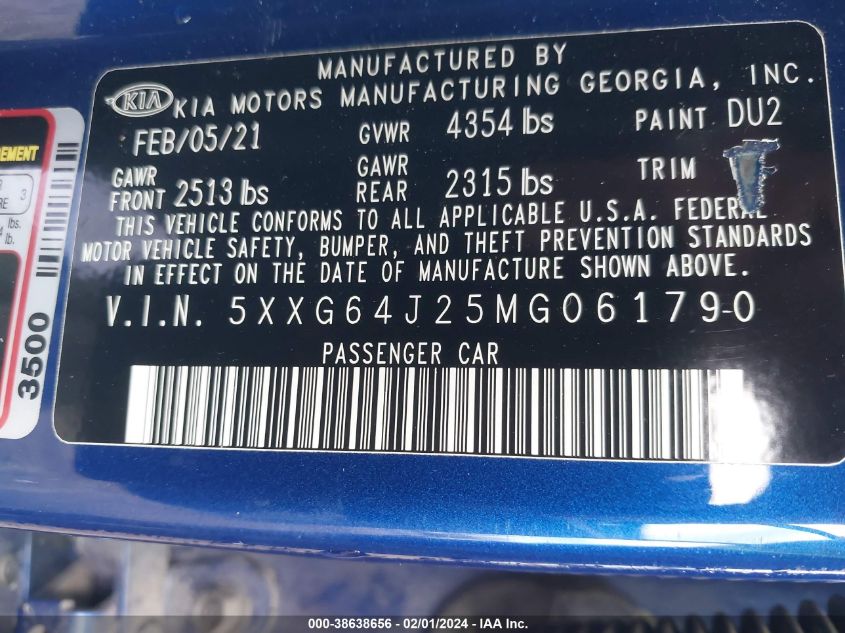 MANUFACTURED BY
KIA KIA MOTORS MANUFACTURING GEORGIA, INC.
FEB/05/21 GVWR 4354 lbs PAINT DU2
GAWR FRONT 2513 lbs GAWR REAR 2315 lbs TRIM
THIS VEHICLE CONFORMS TO ALL APPLICABLE U.S.A. FEDERAL
MOTOR VEHICLE SAFETY, BUMPER, AND THEFT PREVENTION STANDARDS
IN EFFECT ON THE DATE OF MANUFACTURE SHOWN ABOVE.
V.I.N. 5XXG64J25MG061790
PASSENGER CAR
3
lbs.
lb.
3500
000-38638656 - 02/01/2024 - IAA Inc.